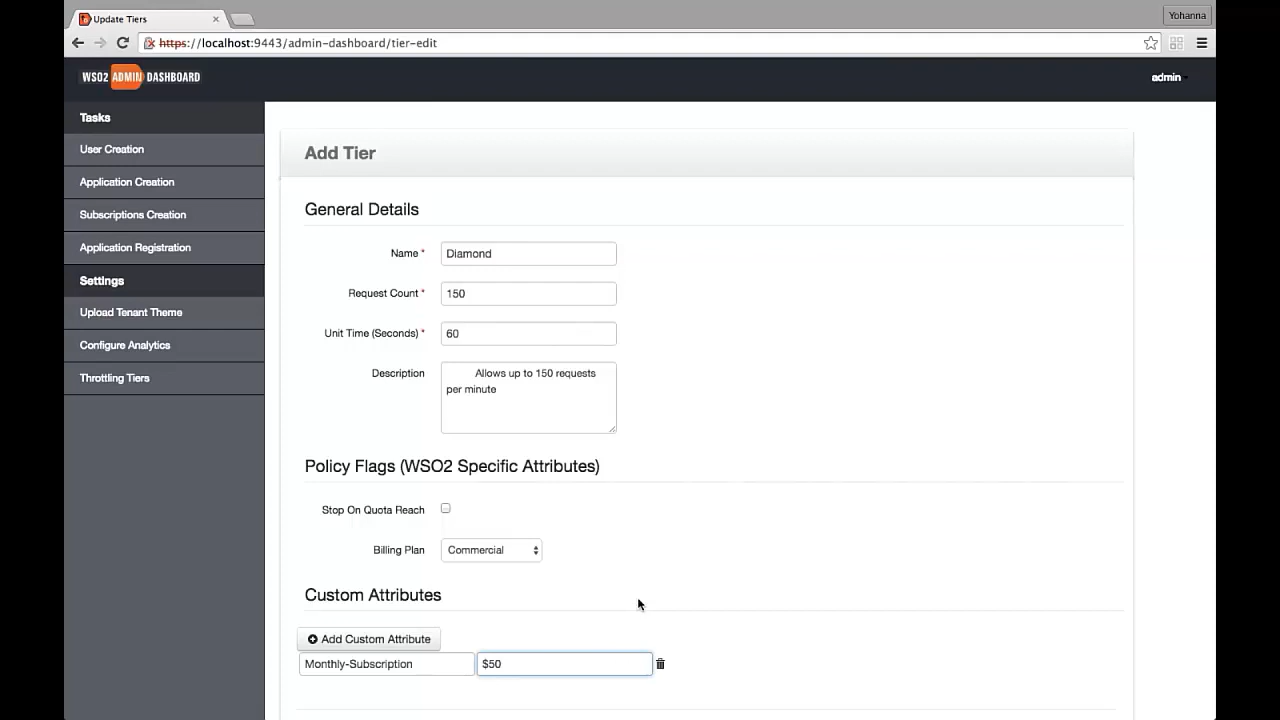 Update Tiers
Yohanna
https://localhost:9443/admin-dashboard/tier-edit
WSO2 ADMIN DASHBOARD
admin
Tasks
User Creation
Application Creation
Subscriptions Creation
Application Registration
Settings
Upload Tenant Theme
Configure Analytics
Throttling Tiers
Add Tier
General Details
Name * Diamond
Request Count * 150
Unit Time (Seconds) * 60
Description Allows up to 150 requests
per minute
Policy Flags (WSO2 Specific Attributes)
Stop On Quota Reach
Billing Plan Commercial
Custom Attributes
Add Custom Attribute
Monthly-Subscription $50